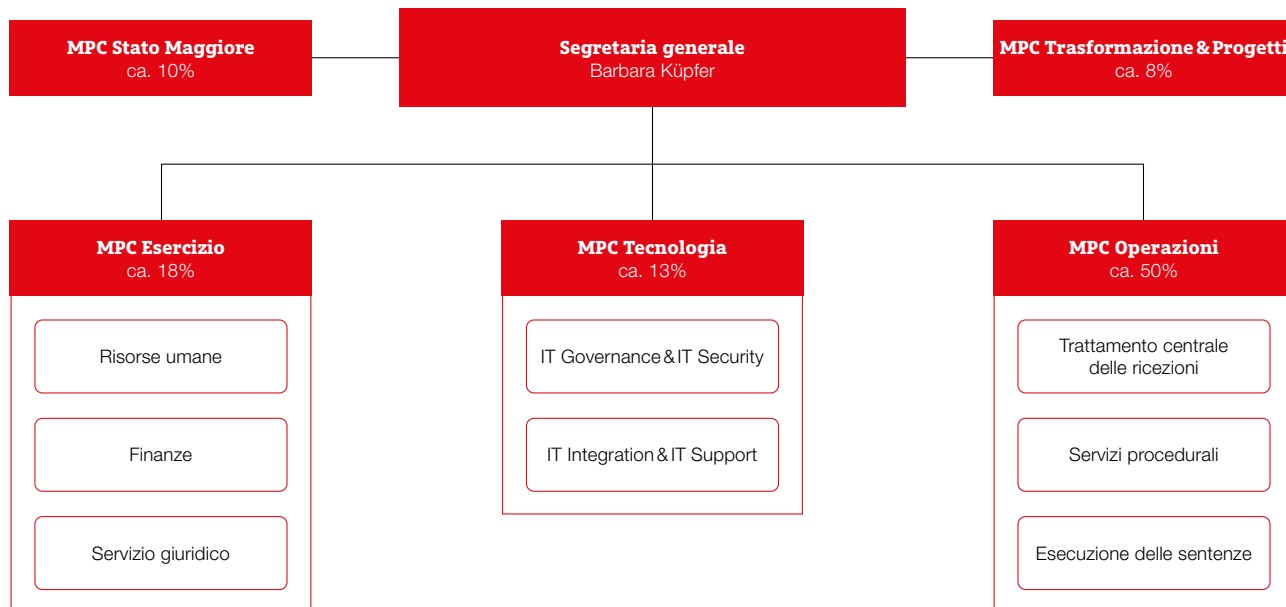 MPC Stato Maggiore
ca. 10%
Segretaria generale
Barbara Küpfer
MPC Trasformazione & Progetti
ca. 8%
MPC Esercizio
ca. 18%
Risorse umane
Finanze
Servizio giuridico
MPC Tecnologia
ca. 13%
IT Governance & IT Security
IT Integration & IT Support
MPC Operazioni
ca. 50%
Trattamento centrale
delle ricezioni
Servizi procedurali
Esecuzione delle sentenze